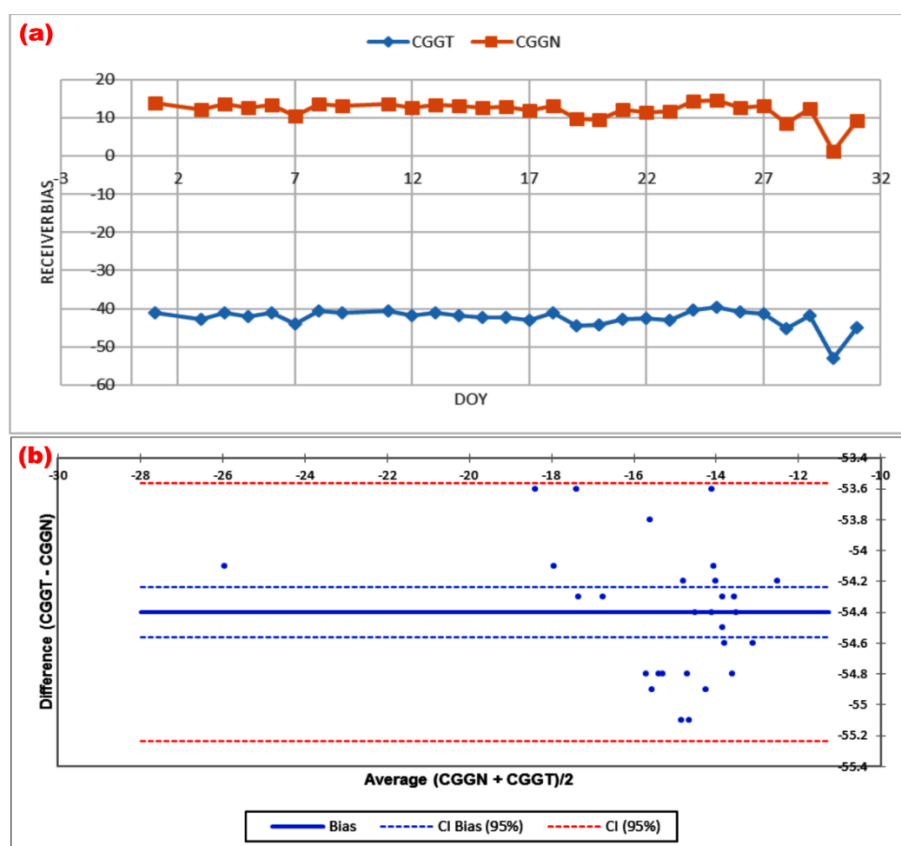 (a)
CGGT CGGN
20
10
0
-3 2 7 12 17 22 27 32
-10
-20
-30
-40
-50
-60
RECEIVER BIAS
DOY
(b)
-30 -28 -26 -24 -22 -20 -18 -16 -14 -12 -10
-53.4
-53.6
-53.8
-54
-54.2
-54.4
-54.6
-54.8
-55
-55.2
-55.4
Difference (CGGT - CGGN)
Average (CGGN + CGGT)/2
Bias CI Bias (95%) CI (95%)